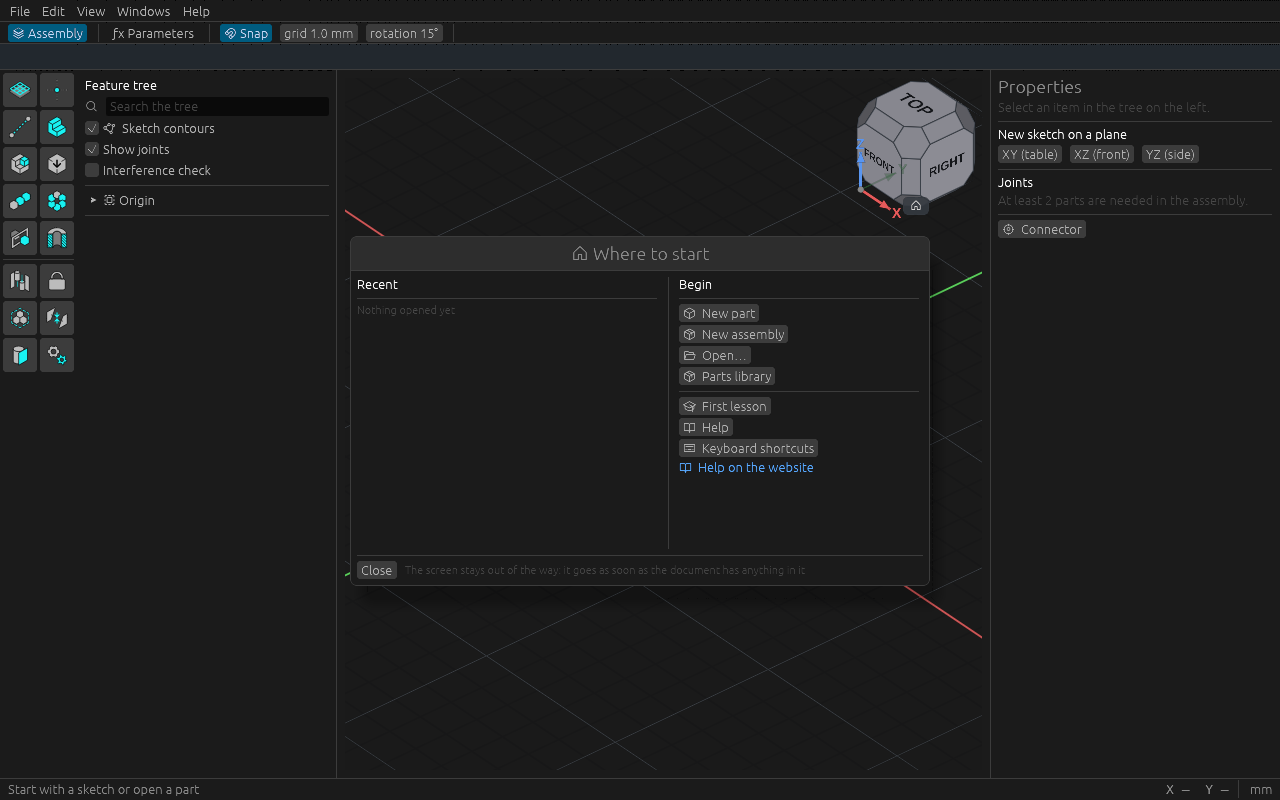 File Edit View Windows Help
Assembly ƒx Parameters Snap grid 1.0 mm rotation 15°
Feature tree
Search the tree
Sketch contours
Show joints
Interference check
Origin
TOP
FRONT
RIGHT
Z
Y
X
Where to start
Recent
Nothing opened yet
Begin
New part
New assembly
Open...
Parts library
First lesson
Help
Keyboard shortcuts
Help on the website
Close The screen stays out of the way: it goes as soon as the document has anything in it
Properties
Select an item in the tree on the left.
New sketch on a plane
XY (table) XZ (front) YZ (side)
Joints
At least 2 parts are needed in the assembly.
Connector
Start with a sketch or open a part X – Y – mm